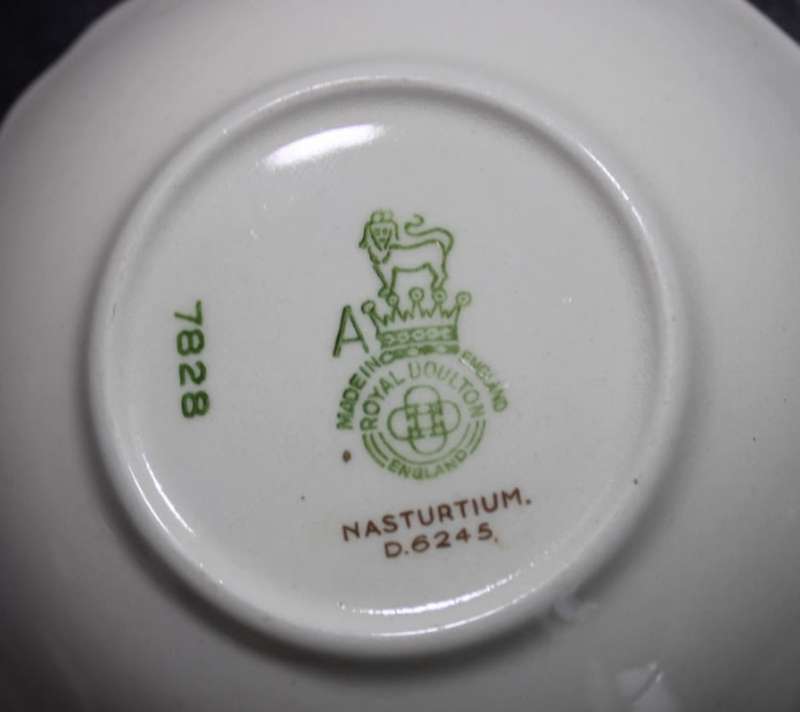 7828
A
MADE IN ENGLAND
ROYAL DOULTON
ENGLAND
NASTURTIUM.
D.6245.